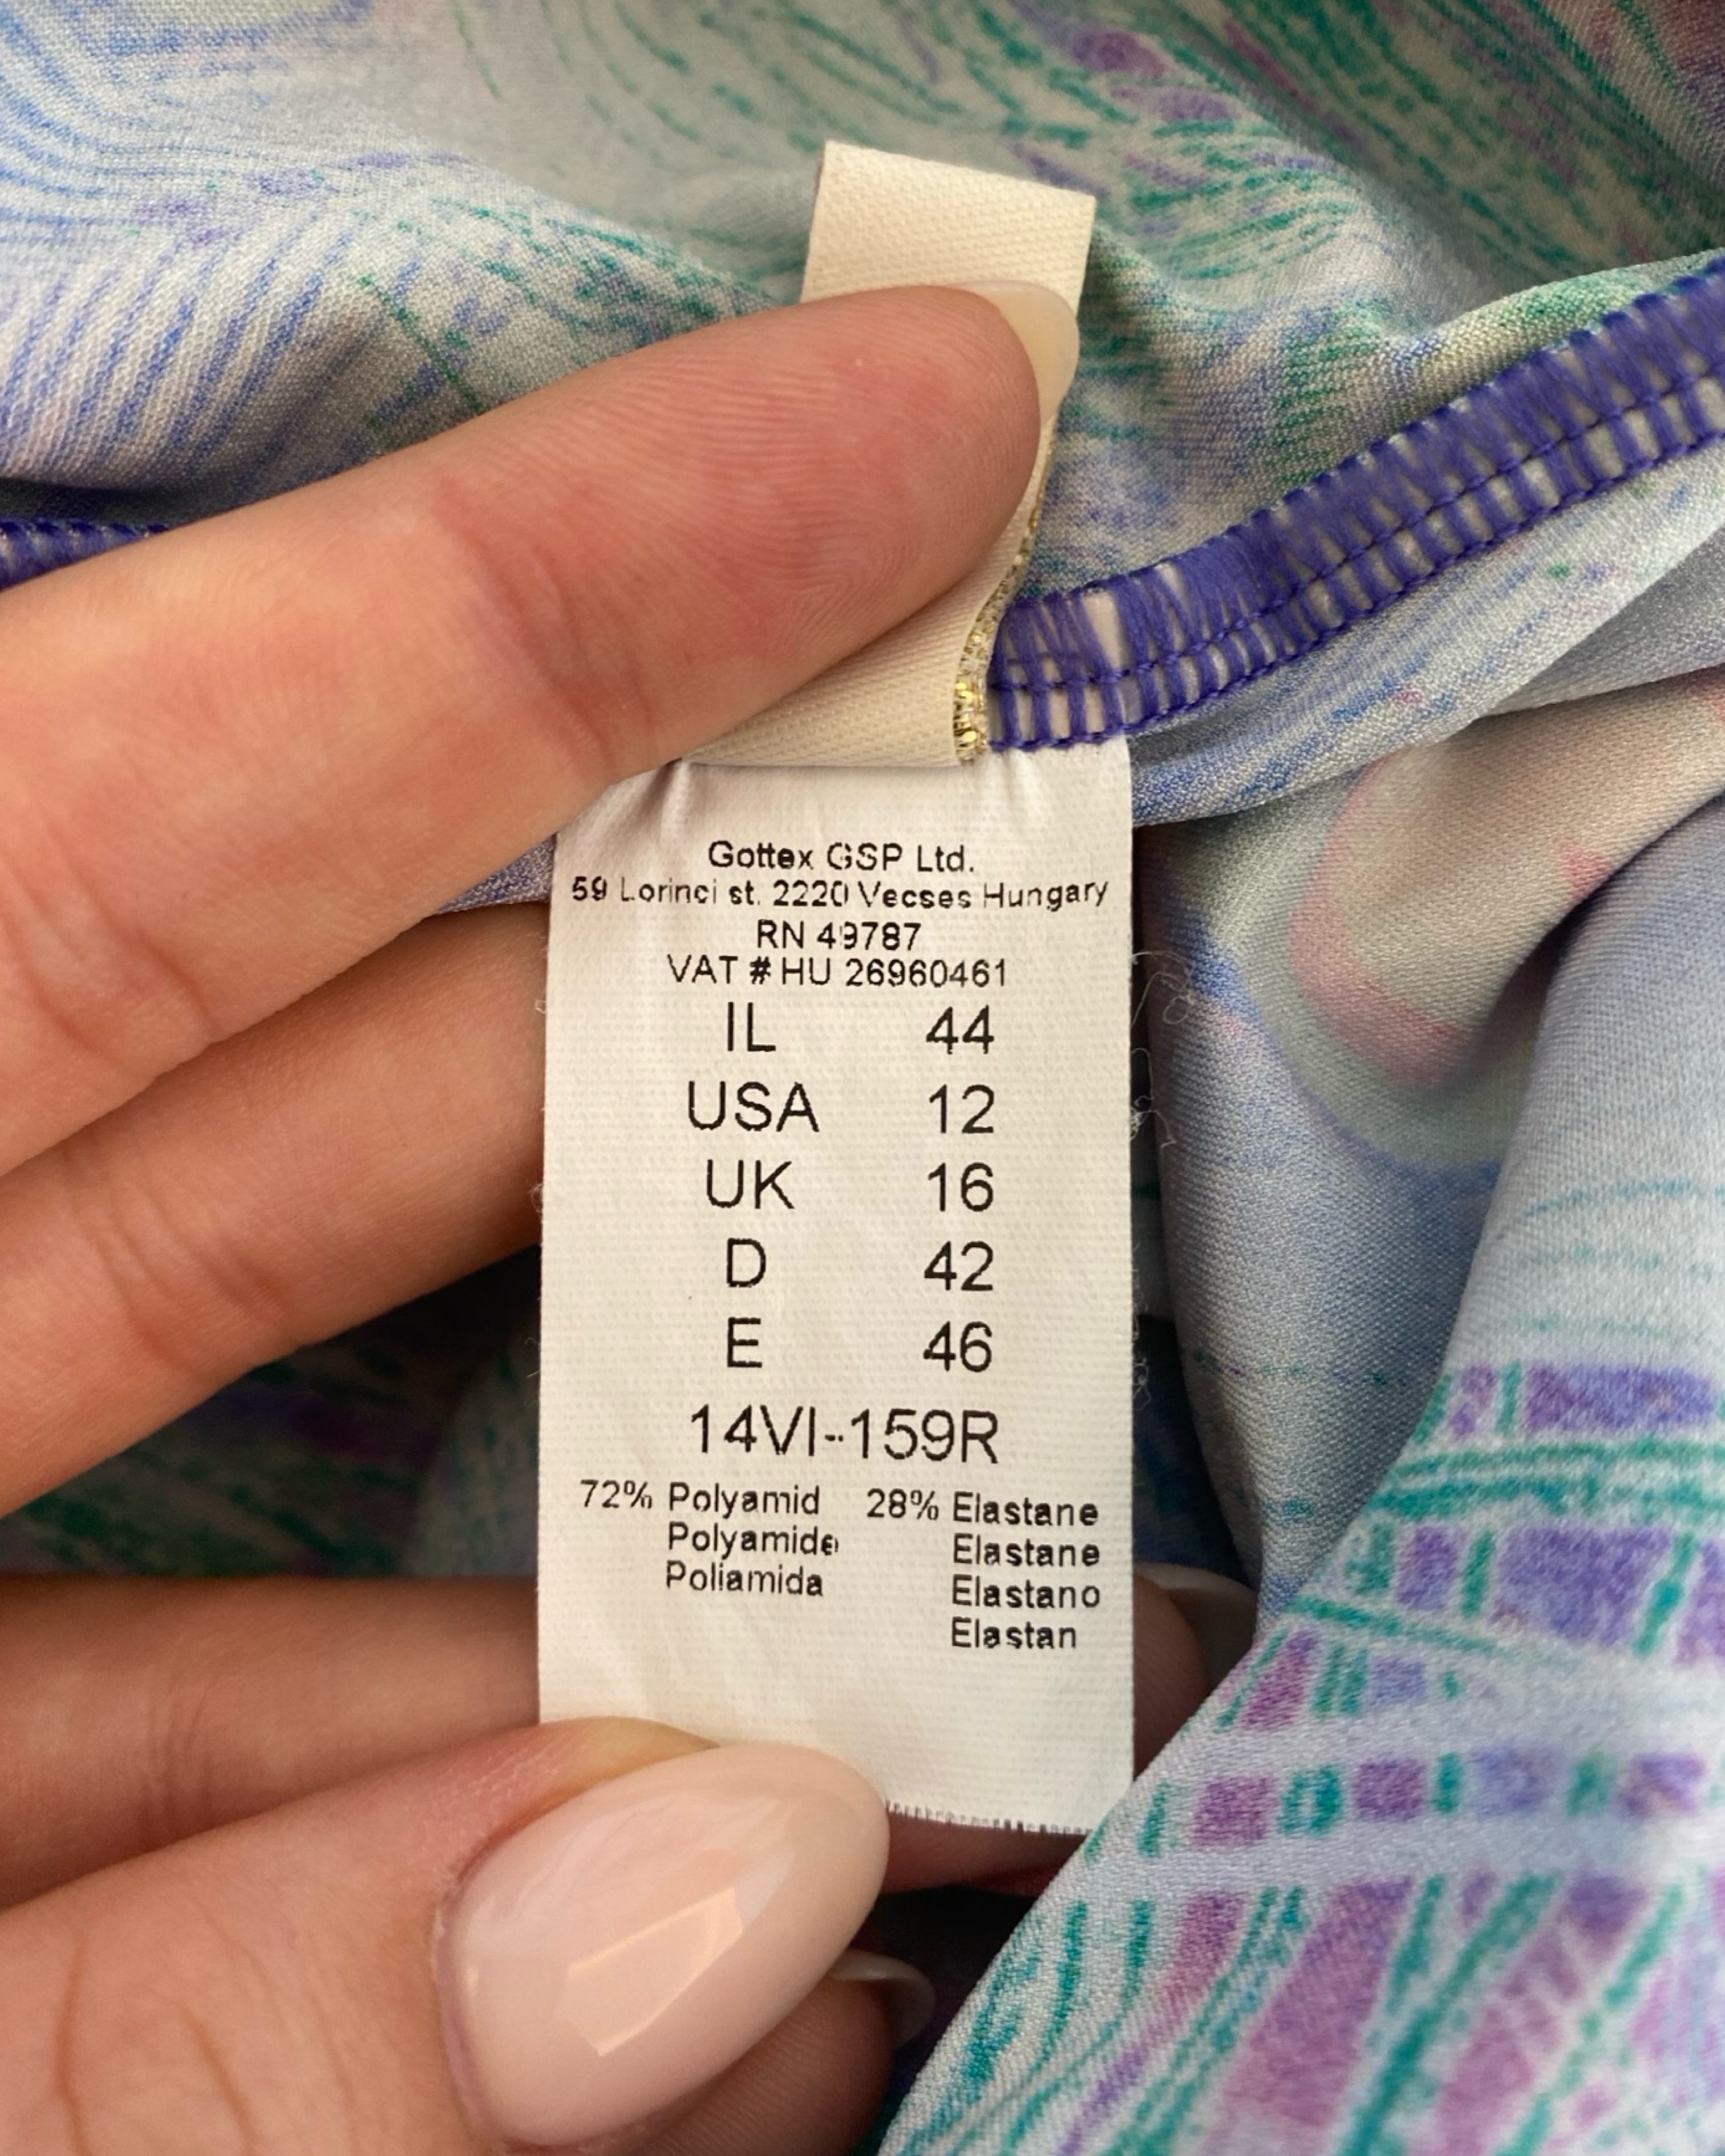 Gottex GSP Ltd.
59 Lorinci st. 2220 Vecses Hungary
RN 49787
VAT # HU 26960461
IL 44
USA 12
UK 16
D 42
E 46
14VI-159R
72% Polyamid 28% Elastane
Polyamide Elastane
Poliamida Elastano
Elastan